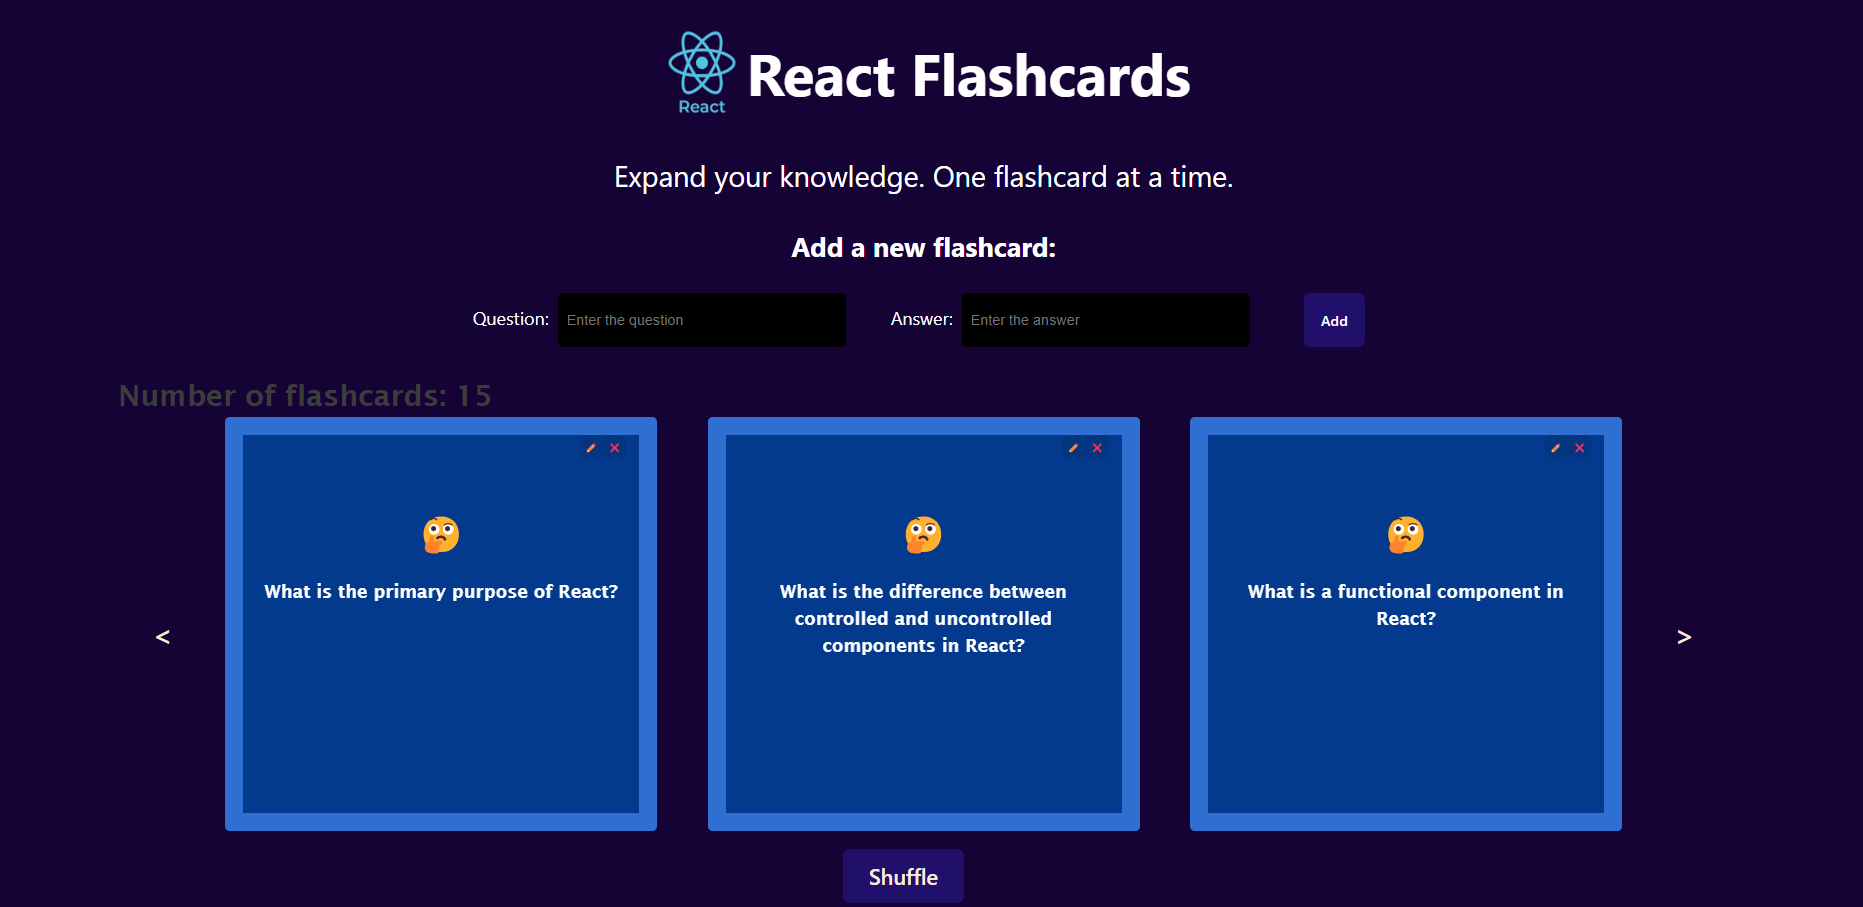 React
React Flashcards
Expand your knowledge. One flashcard at a time.
Add a new flashcard:
Question: Enter the question Answer: Enter the answer Add
Number of flashcards: 15
What is the primary purpose of React?
What is the difference between
controlled and uncontrolled
components in React?
What is a functional component in
React?
<
>
Shuffle